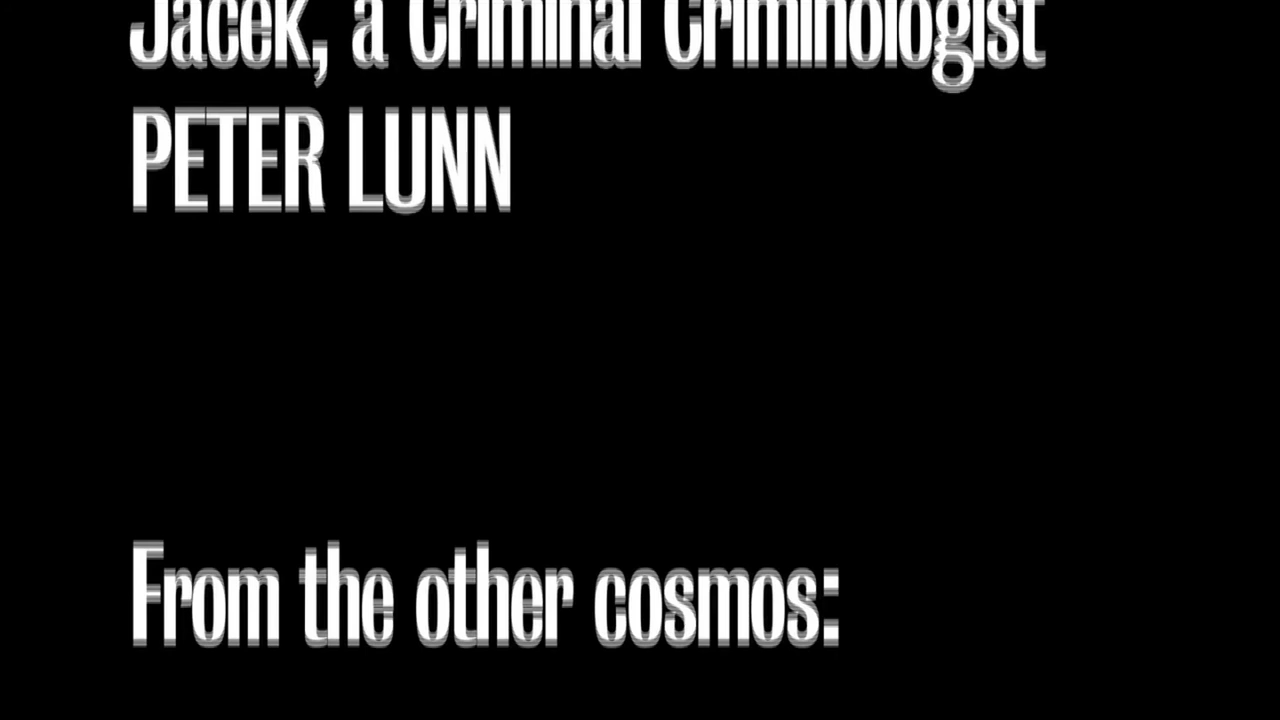 Jacek, a Criminal Criminologist
PETER LUNN
From the other cosmos: